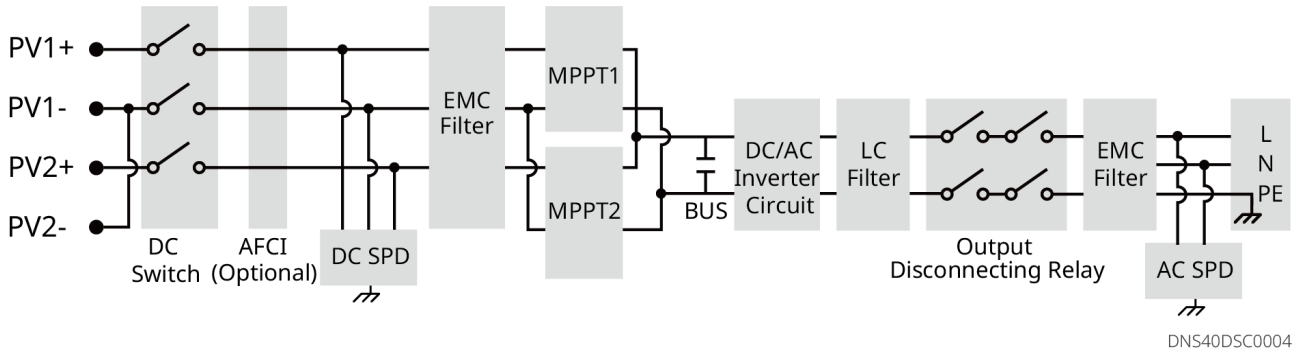 PV1+
PV1-
PV2+
PV2-
DC
Switch
AFCI
(Optional)
DC SPD
EMC
Filter
MPPT1
MPPT2
BUS
DC/AC
Inverter
Circuit
LC
Filter
Output
Disconnecting Relay
EMC
Filter
L
N
PE
AC SPD
DNS40DSC0004